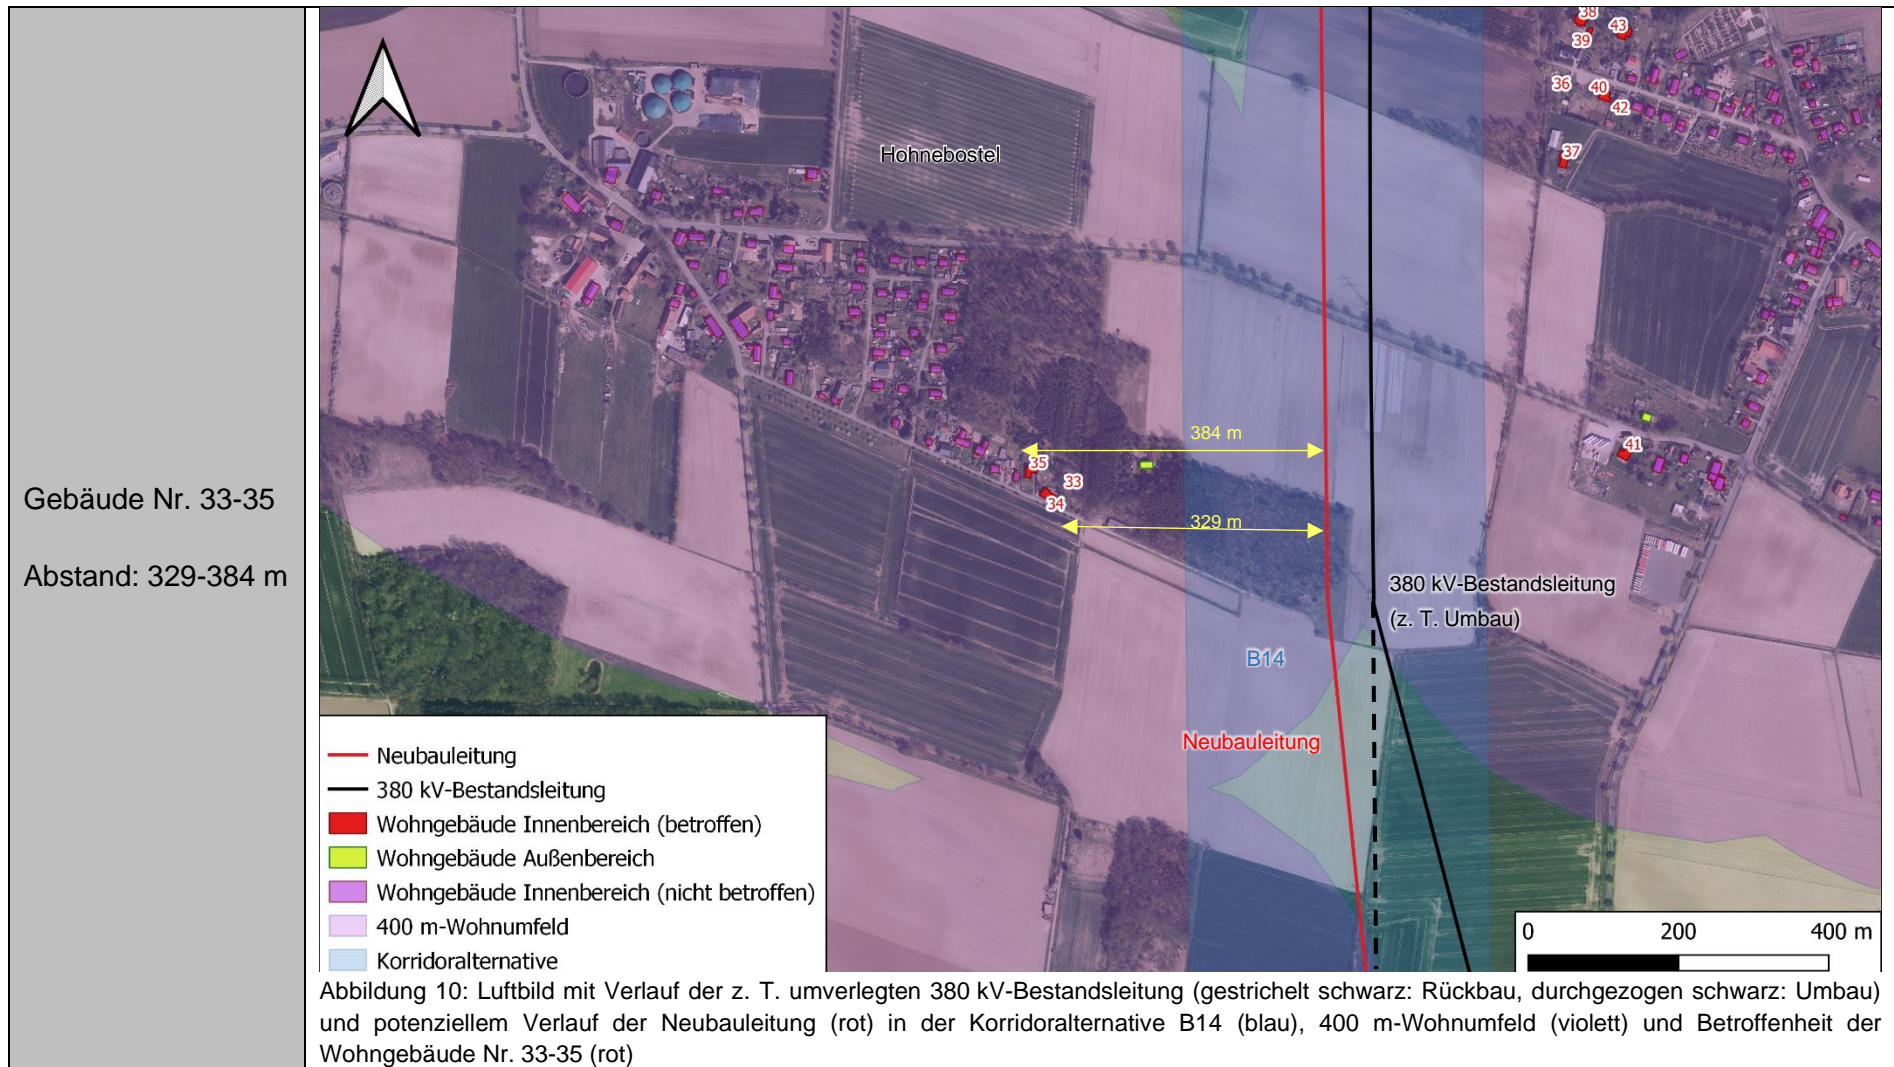 Gebäude Nr. 33-35
Abstand: 329-384 m
38
43
39
36
40
42
37
Hohnebostel
384 m
35
33
34
329 m
41
380 kV-Bestandsleitung
(z. T. Umbau)
B14
Neubauleitung
Neubauleitung
380 kV-Bestandsleitung
Wohngebäude Innenbereich (betroffen)
Wohngebäude Außenbereich
Wohngebäude Innenbereich (nicht betroffen)
400 m-Wohnumfeld
Korridoralternative
0 200 400 m
Abbildung 10: Luftbild mit Verlauf der z. T. umverlegten 380 kV-Bestandsleitung (gestrichelt schwarz: Rückbau, durchgezogen schwarz: Umbau)
und potenziellem Verlauf der Neubauleitung (rot) in der Korridoralternative B14 (blau), 400 m-Wohnumfeld (violett) und Betroffenheit der
Wohngebäude Nr. 33-35 (rot)